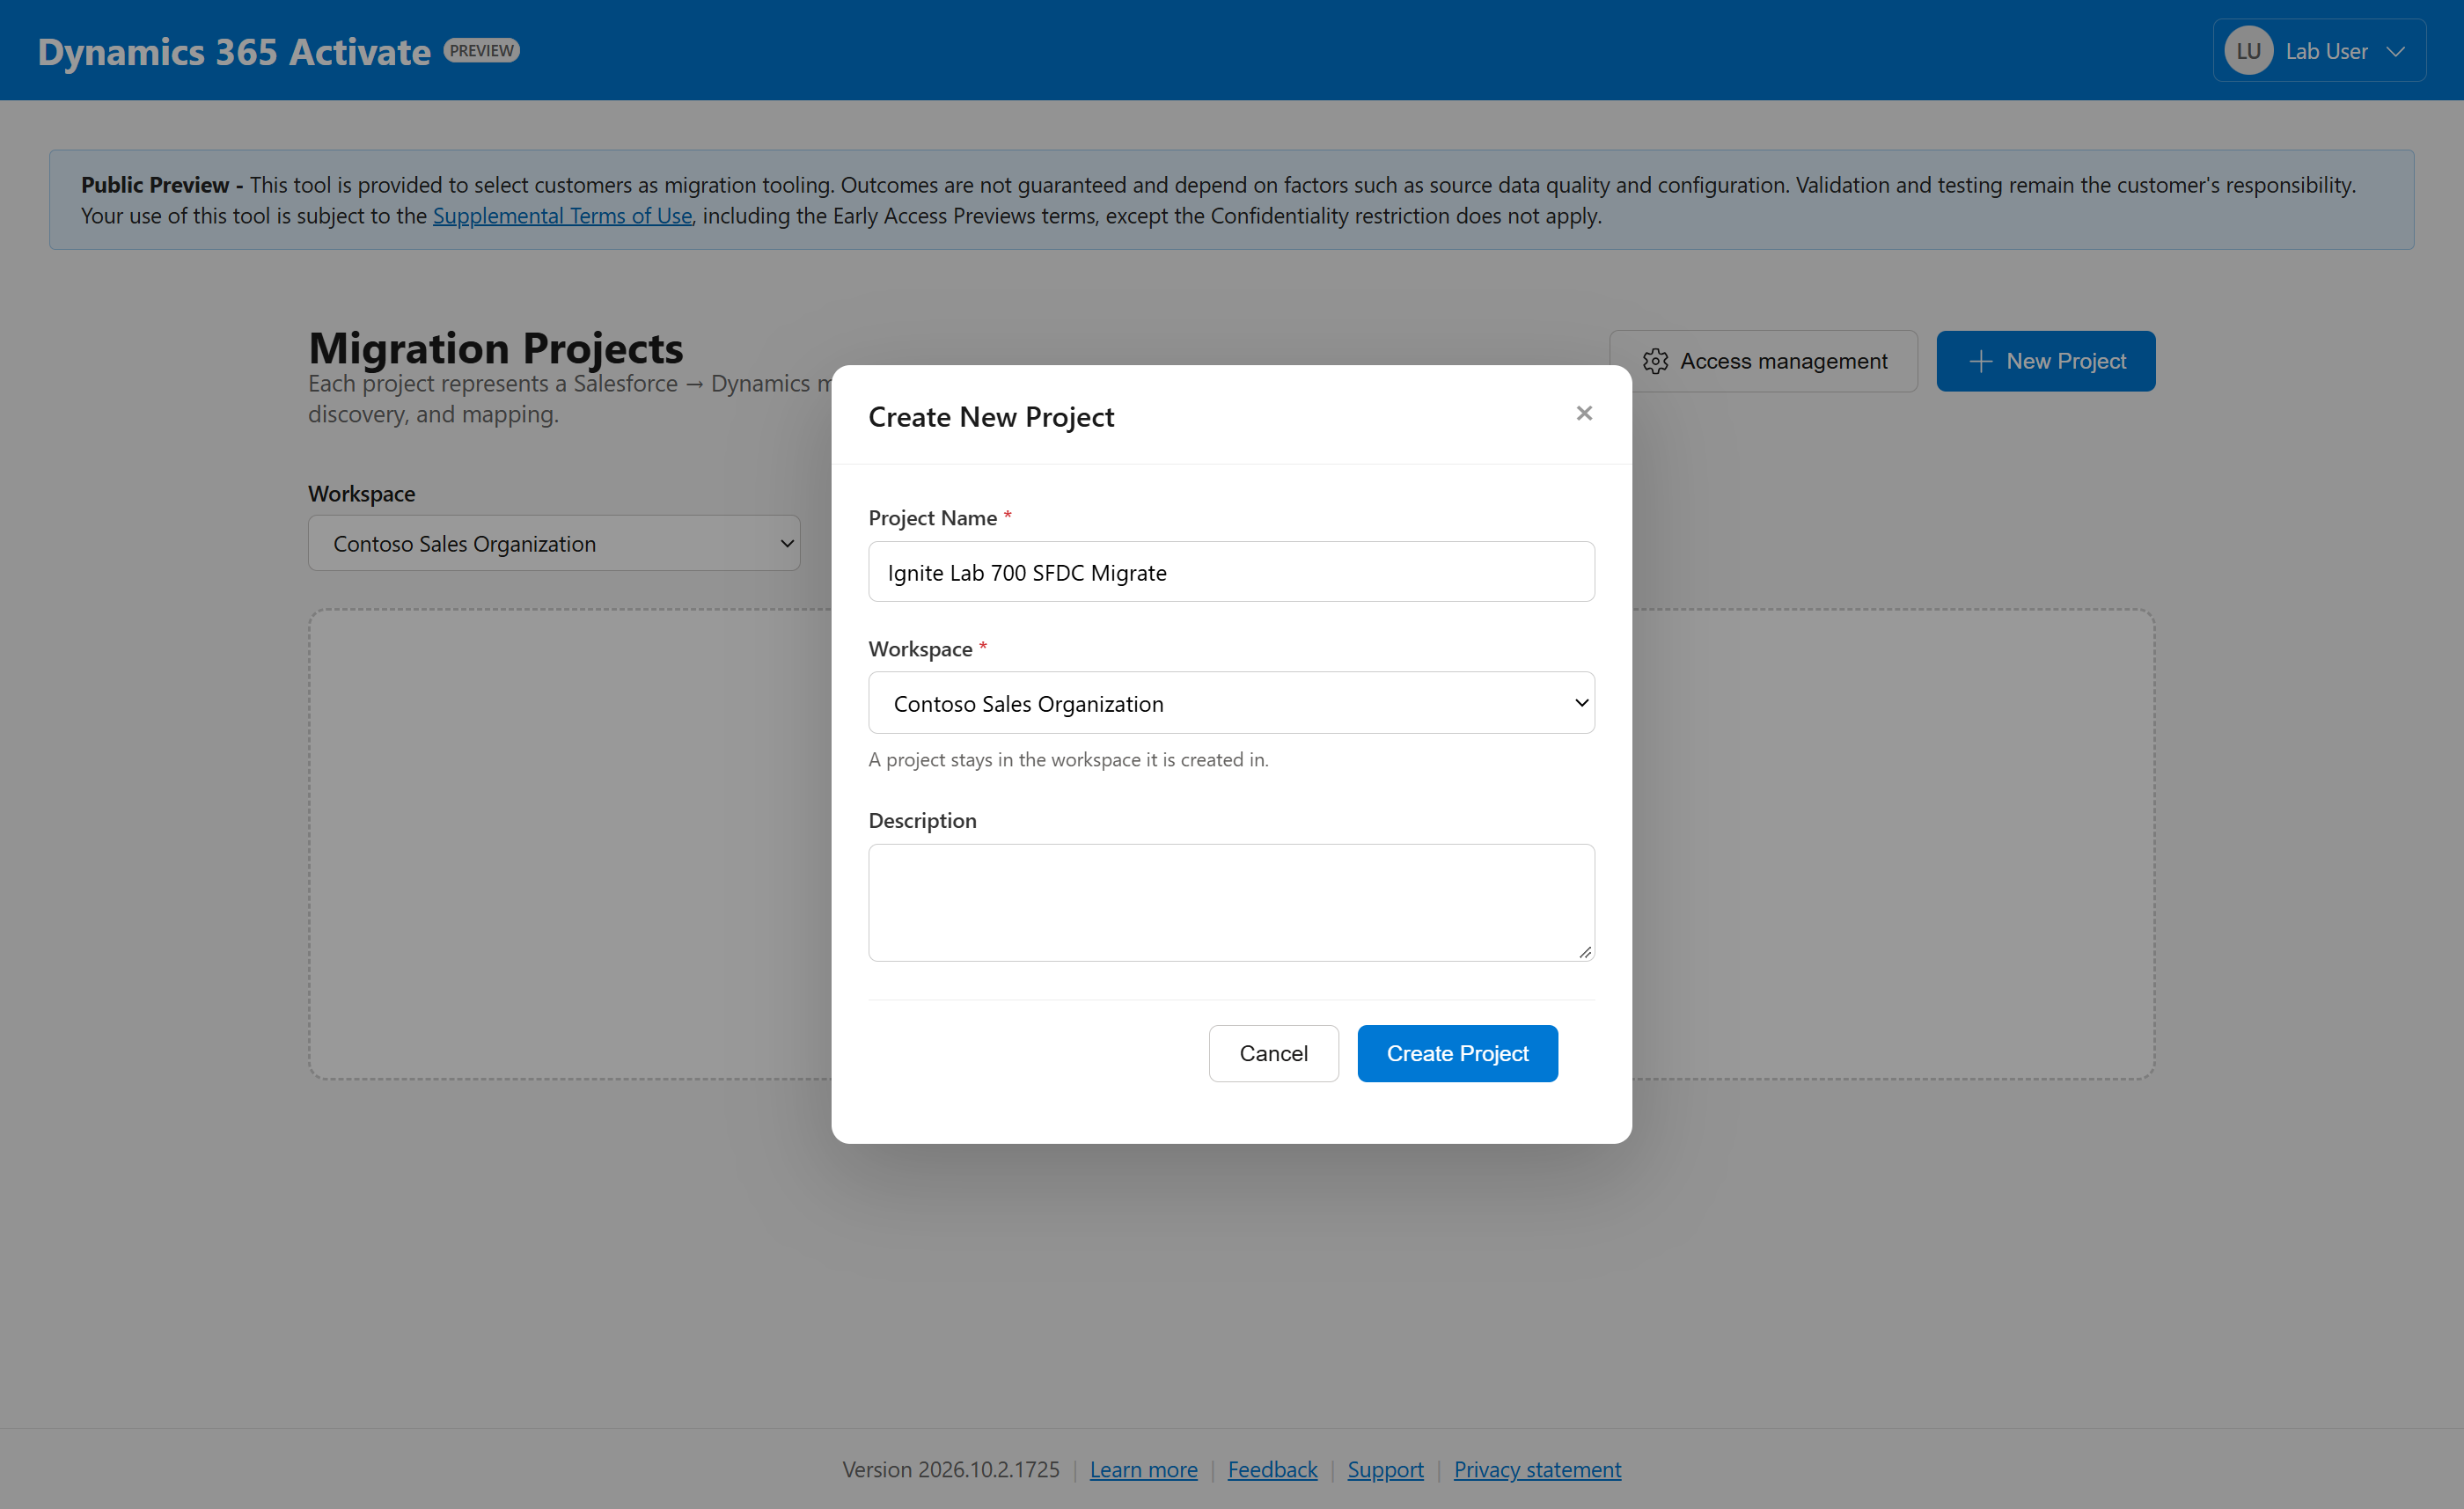 Dynamics 365 Activate PREVIEW
LU Lab User
Public Preview - This tool is provided to select customers as migration tooling. Outcomes are not guaranteed and depend on factors such as source data quality and configuration. Validation and testing remain the customer's responsibility.
Your use of this tool is subject to the Supplemental Terms of Use, including the Early Access Previews terms, except the Confidentiality restriction does not apply.
Migration Projects
Each project represents a Salesforce → Dynamics
discovery, and mapping.
Access management
New Project
Workspace
Contoso Sales Organization
Create New Project
Project Name *
Ignite Lab 700 SFDC Migrate
Workspace *
Contoso Sales Organization
A project stays in the workspace it is created in.
Description
Cancel
Create Project
Version 2026.10.2.1725 | Learn more | Feedback | Support | Privacy statement